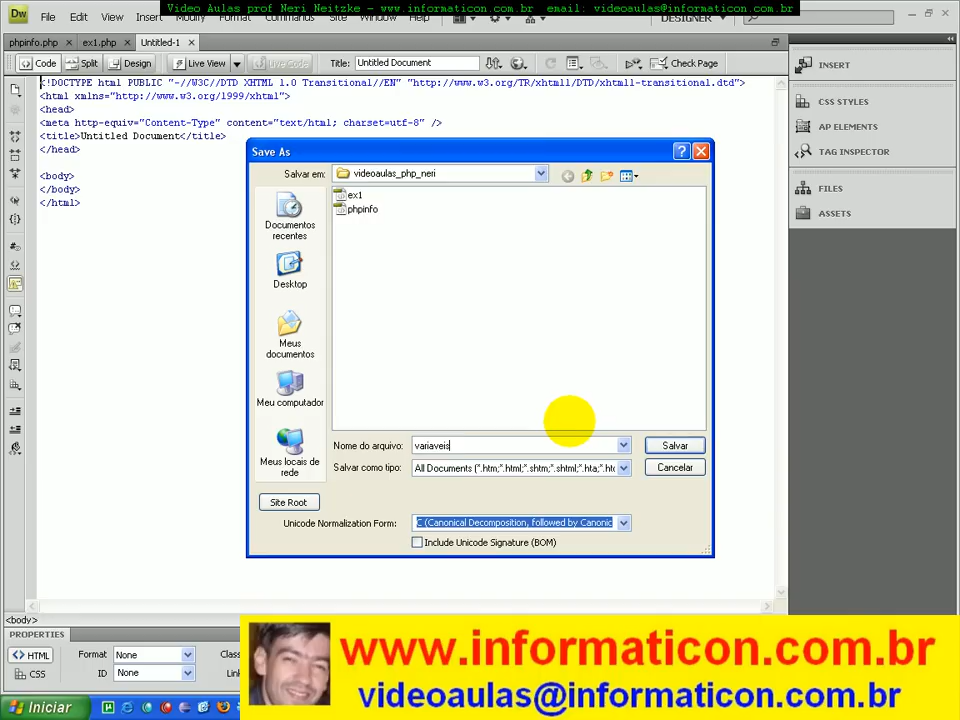 Video Aulas prof Neri Neitzke – www.informaticon.com.br  email: videoaulas@informaticon.com.br
Dw File Edit View Insert Modify Format Commands Site Window Help DESIGNER
phpinfo.php × ex1.php × Untitled-1 ×
Code Split Design Live View Live Code Title: Untitled Document Check Page
<!DOCTYPE html PUBLIC "-//W3C//DTD XHTML 1.0 Transitional//EN" "http://www.w3.org/TR/xhtml1/DTD/xhtml1-transitional.dtd">
<html xmlns="http://www.w3.org/1999/xhtml">
<head>
<meta http-equiv="Content-Type" content="text/html; charset=utf-8" />
<title>Untitled Document</title>
</head>
<body>
</body>
</html>
INSERT
CSS STYLES
AP ELEMENTS
TAG INSPECTOR
FILES
ASSETS
Save As
Salvar em: videoaulas_php_neri
ex1
phpinfo
Documentos
recentes
Desktop
Meus
documentos
Meu computador
Meus locais de
rede
Nome do arquivo: variaveis Salvar
Salvar como tipo: All Documents (*.htm;*.html;*.shtm;*.shtml;*.hta;*.htc Cancelar
Site Root
Unicode Normalization Form: C (Canonical Decomposition, followed by Canonic
Include Unicode Signature (BOM)
<body>
PROPERTIES
<> HTML Format None Class
CSS ID None Link
www.informaticon.com.br
videoaulas@informaticon.com.br
Iniciar